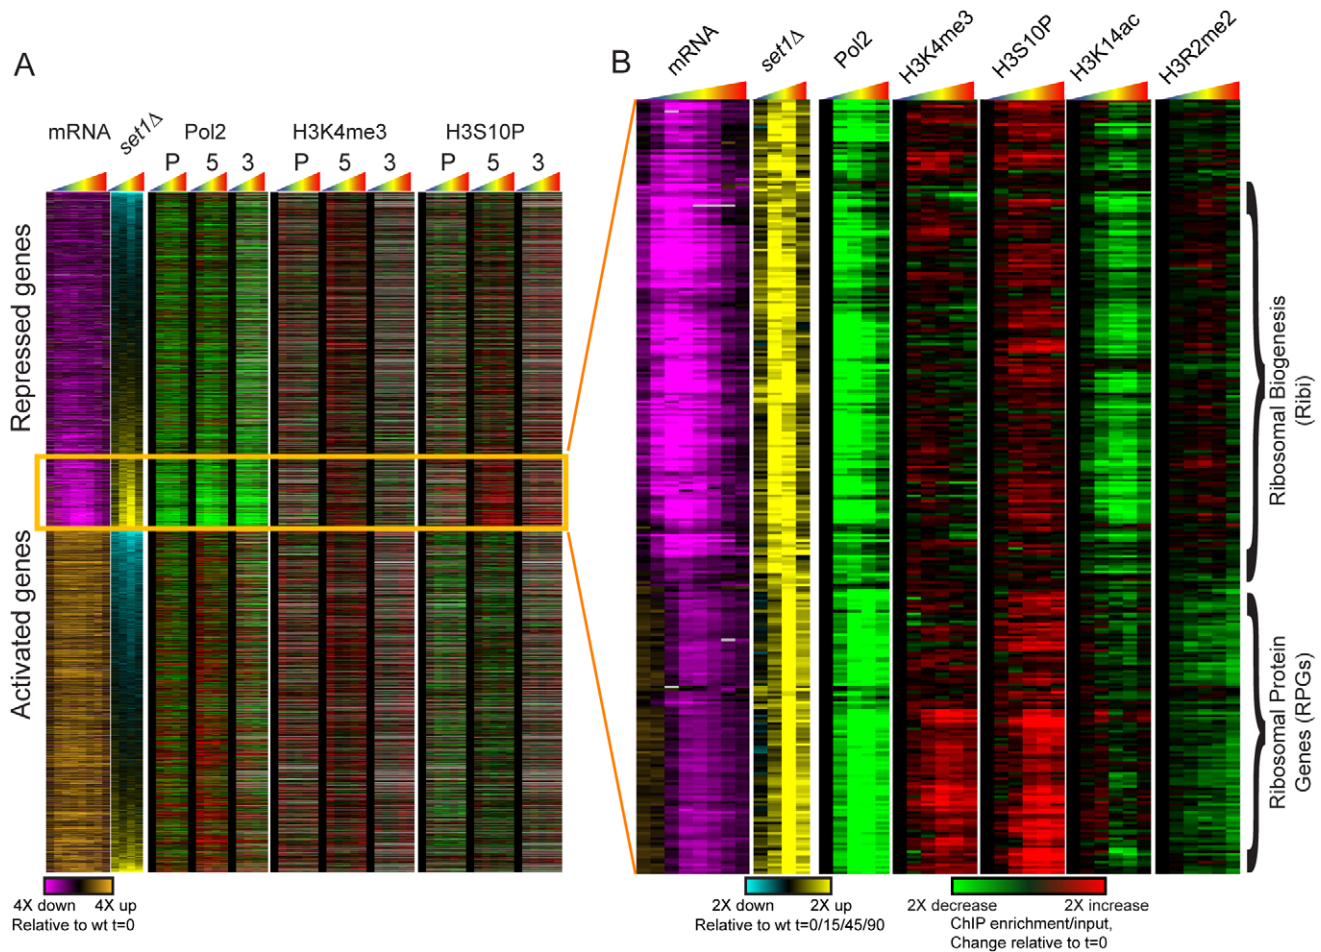 A
mRNA set1Δ Pol2 H3K4me3 H3S10P
P 5 3 P 5 3 P 5 3
Repressed genes
Activated genes
4X down 4X up
Relative to wt t=0
B
mRNA set1Δ Pol2 H3K4me3 H3S10P H3K14ac H3R2me2
Ribosomal Biogenesis
(Ribi)
Ribosomal Protein
Genes (RPGs)
2X down 2X up
Relative to wt t=0/15/45/90
2X decrease 2X increase
ChIP enrichment/input,
Change relative to t=0